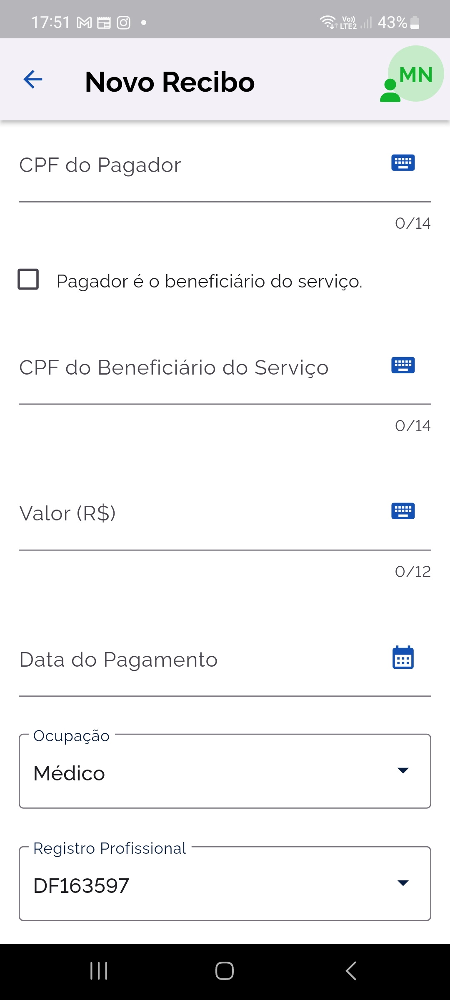 17:51
Vo)) LTE2
43%
Novo Recibo
MN
CPF do Pagador
0/14
Pagador é o beneficiário do serviço.
CPF do Beneficiário do Serviço
0/14
Valor (R$)
0/12
Data do Pagamento
Ocupação
Médico
Registro Profissional
DF163597